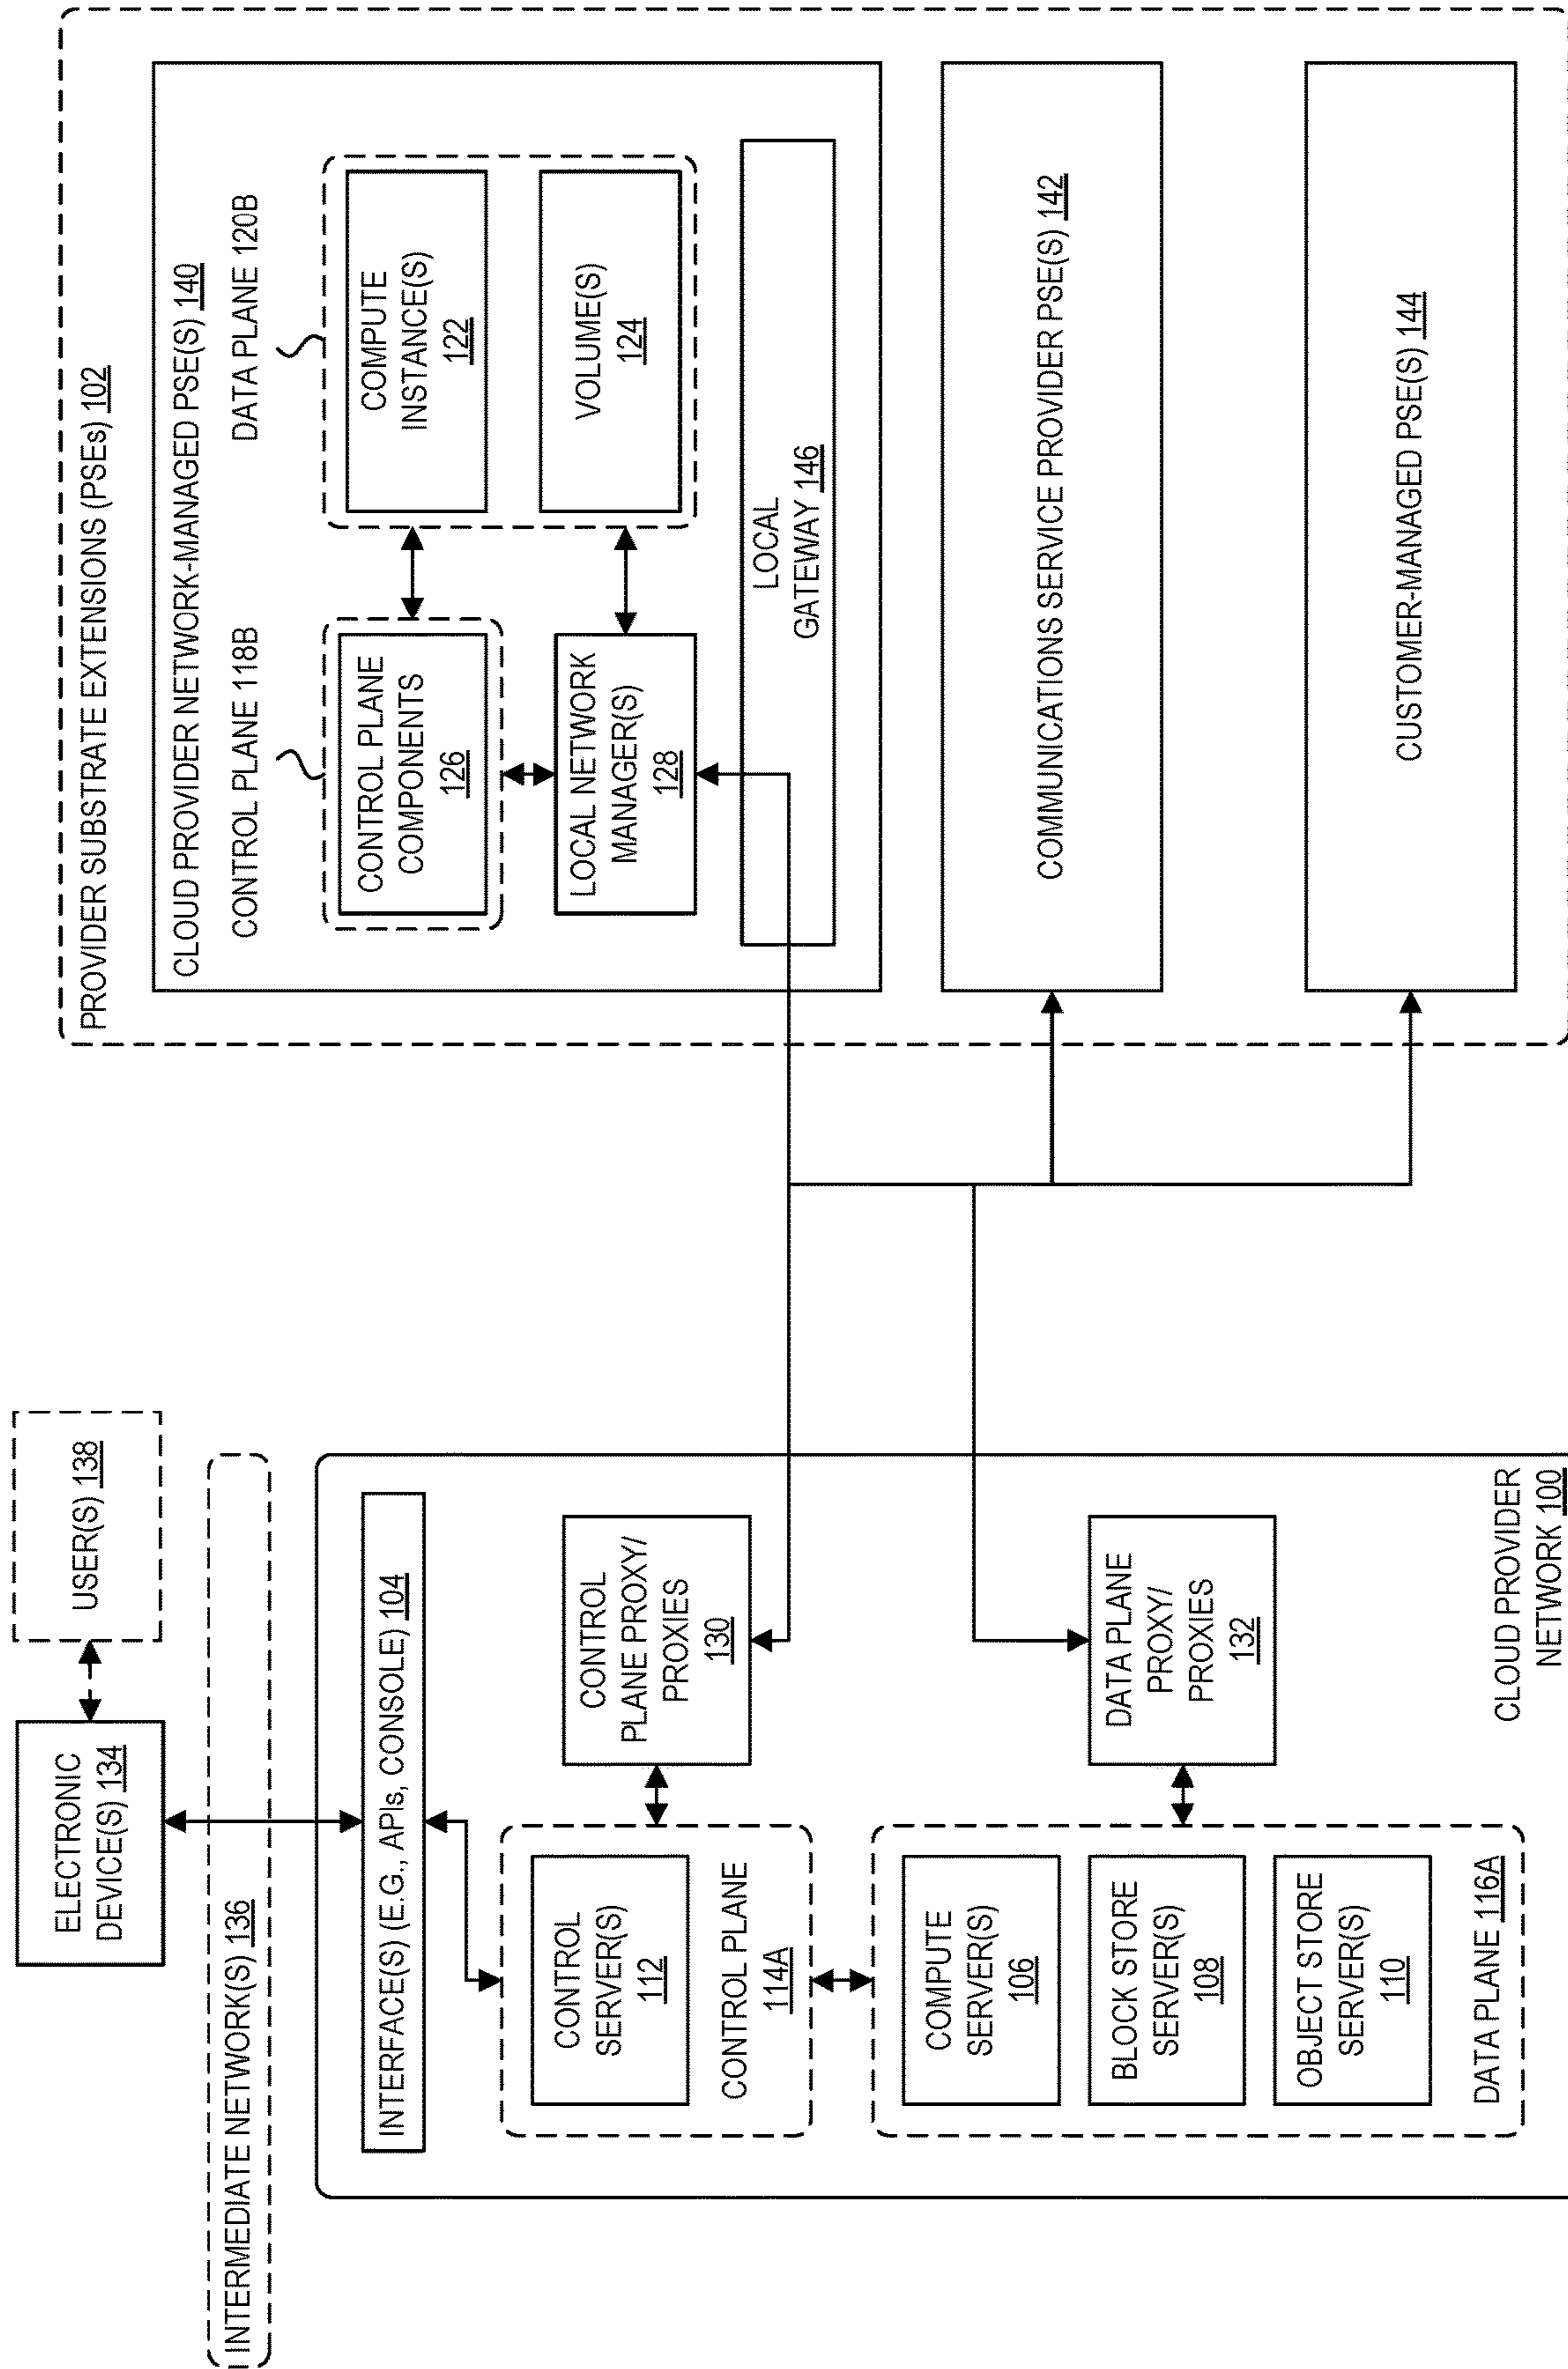 ELECTRONIC
DEVICE(S) 134
USER(S) 138
INTERMEDIATE NETWORK(S) 136
INTERFACE(S) (E.G., APIs, CONSOLE) 104
CONTROL
SERVER(S)
112
CONTROL PLANE
114A
CONTROL
PLANE PROXY/
PROXIES
130
COMPUTE
SERVER(S)
106
BLOCK STORE
SERVER(S)
108
OBJECT STORE
SERVER(S)
110
DATA PLANE 116A
DATA PLANE
PROXY/
PROXIES
132
CLOUD PROVIDER
NETWORK 100
PROVIDER SUBSTRATE EXTENSIONS (PSEs) 102
CLOUD PROVIDER NETWORK-MANAGED PSE(S) 140
CONTROL PLANE 118B
DATA PLANE 120B
CONTROL PLANE
COMPONENTS
126
COMPUTE
INSTANCE(S)
122
LOCAL NETWORK
MANAGER(S)
128
VOLUME(S)
124
LOCAL
GATEWAY 146
COMMUNICATIONS SERVICE PROVIDER PSE(S) 142
CUSTOMER-MANAGED PSE(S) 144